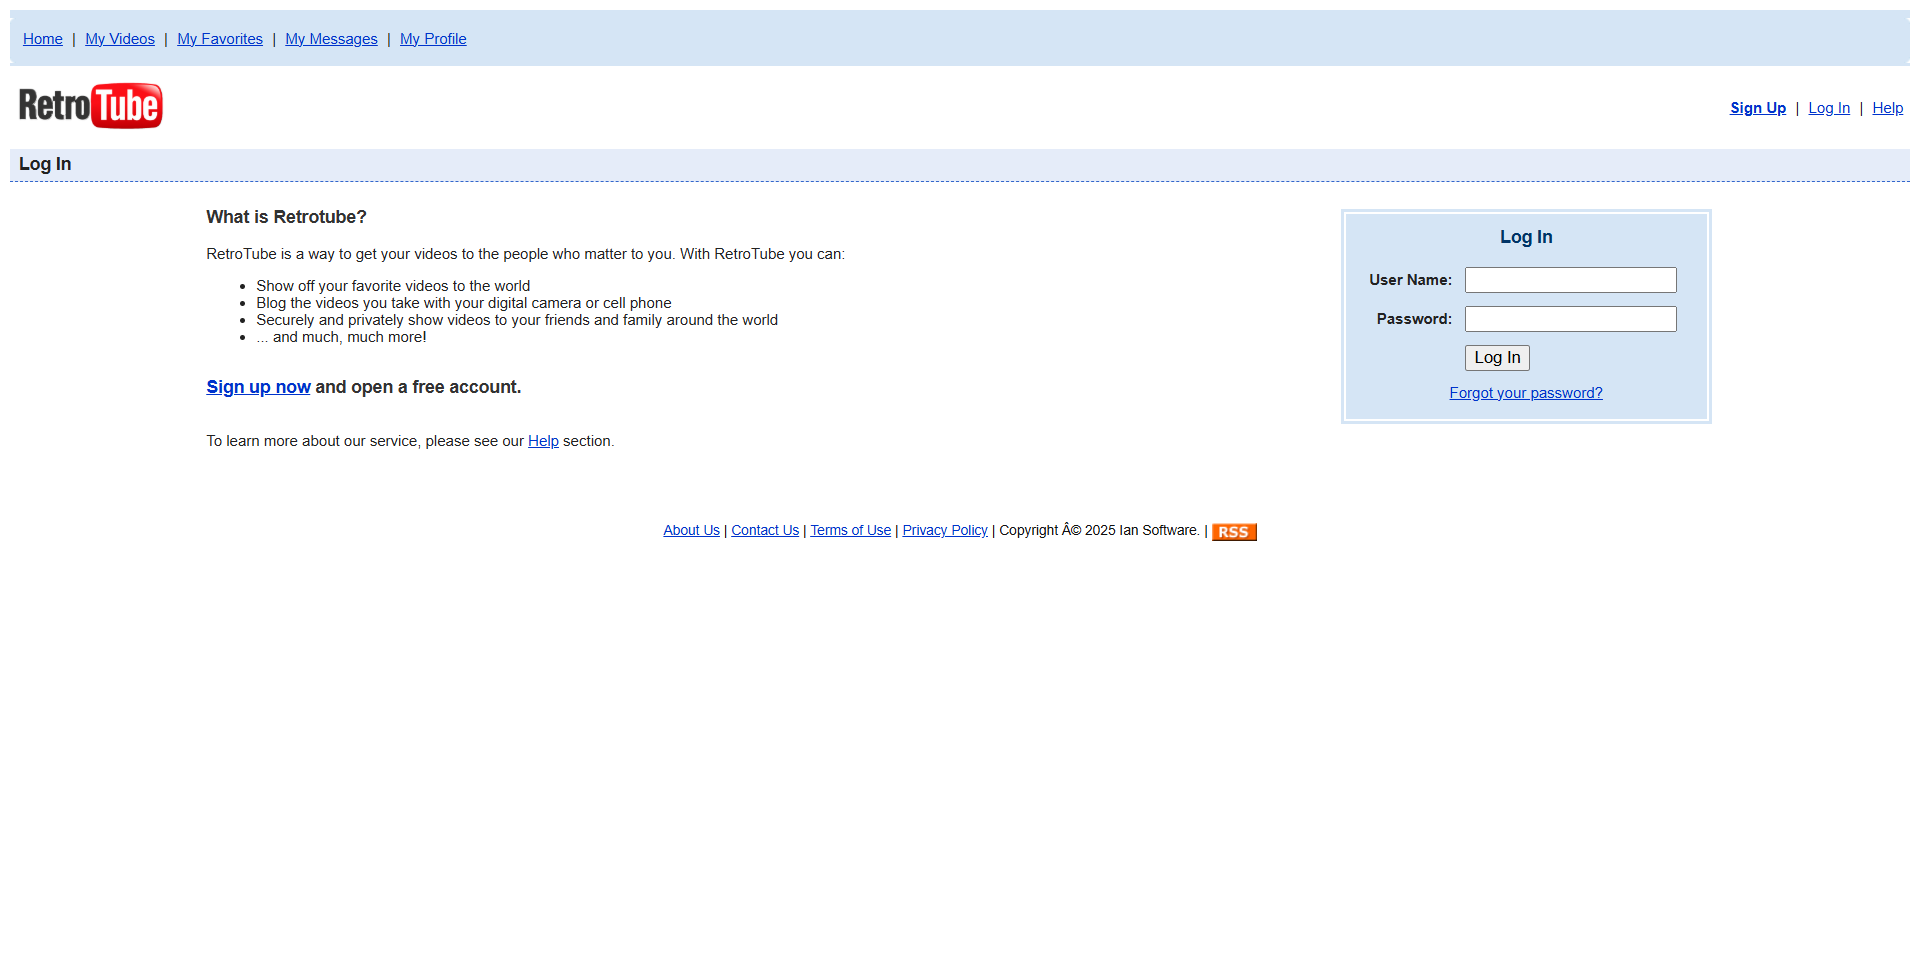 Home | My Videos | My Favorites | My Messages | My Profile
RetroTube
Sign Up | Log In | Help
Log In
What is Retrotube?
RetroTube is a way to get your videos to the people who matter to you. With RetroTube you can:
• Show off your favorite videos to the world
• Blog the videos you take with your digital camera or cell phone
• Securely and privately show videos to your friends and family around the world
• ... and much, much more!
Sign up now and open a free account.
To learn more about our service, please see our Help section.
Log In
User Name:
Password:
Log In
Forgot your password?
About Us | Contact Us | Terms of Use | Privacy Policy | Copyright Â© 2025 Ian Software. | RSS